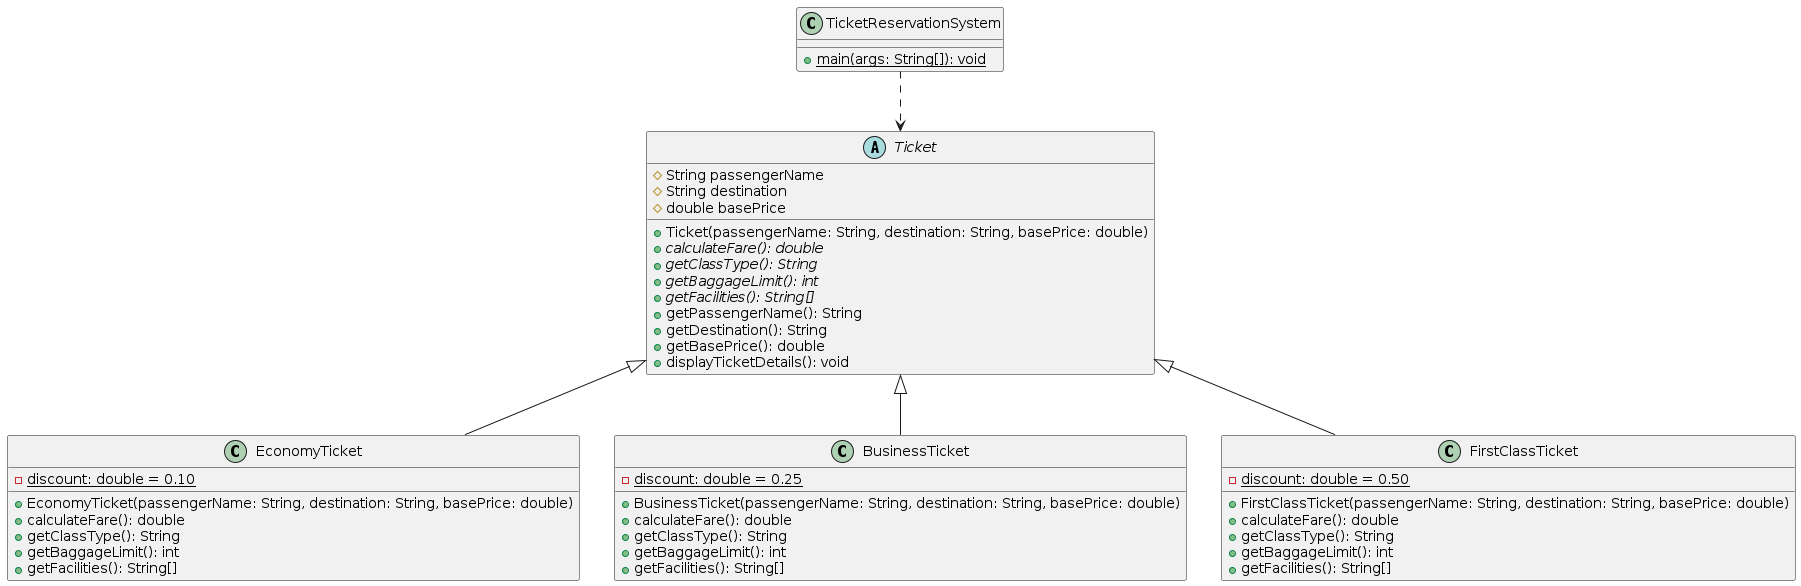 C TicketReservationSystem
main(args: String[]): void
A Ticket
String passengerName
String destination
double basePrice
Ticket(passengerName: String, destination: String, basePrice: double)
calculateFare(): double
getClassType(): String
getBaggageLimit(): int
getFacilities(): String[]
getPassengerName(): String
getDestination(): String
getBasePrice(): double
displayTicketDetails(): void
C EconomyTicket
discount: double = 0.10
EconomyTicket(passengerName: String, destination: String, basePrice: double)
calculateFare(): double
getClassType(): String
getBaggageLimit(): int
getFacilities(): String[]
C BusinessTicket
discount: double = 0.25
BusinessTicket(passengerName: String, destination: String, basePrice: double)
calculateFare(): double
getClassType(): String
getBaggageLimit(): int
getFacilities(): String[]
C FirstClassTicket
discount: double = 0.50
FirstClassTicket(passengerName: String, destination: String, basePrice: double)
calculateFare(): double
getClassType(): String
getBaggageLimit(): int
getFacilities(): String[]